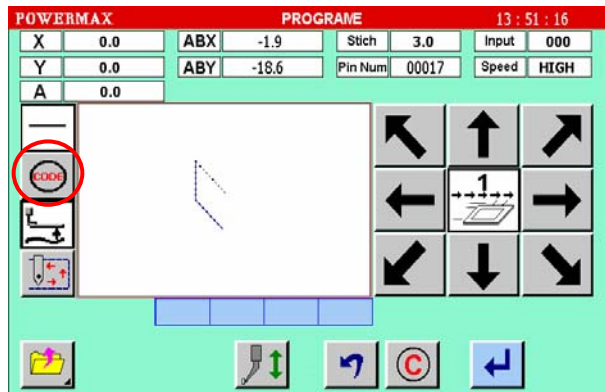 POWERMAX PROGRAME 13 : 51 : 16
X 0.0 ABX -1.9 Stich 3.0 Input 000
Y 0.0 ABY -18.6 Pin Num 00017 Speed HIGH
A 0.0
CODE
1
C